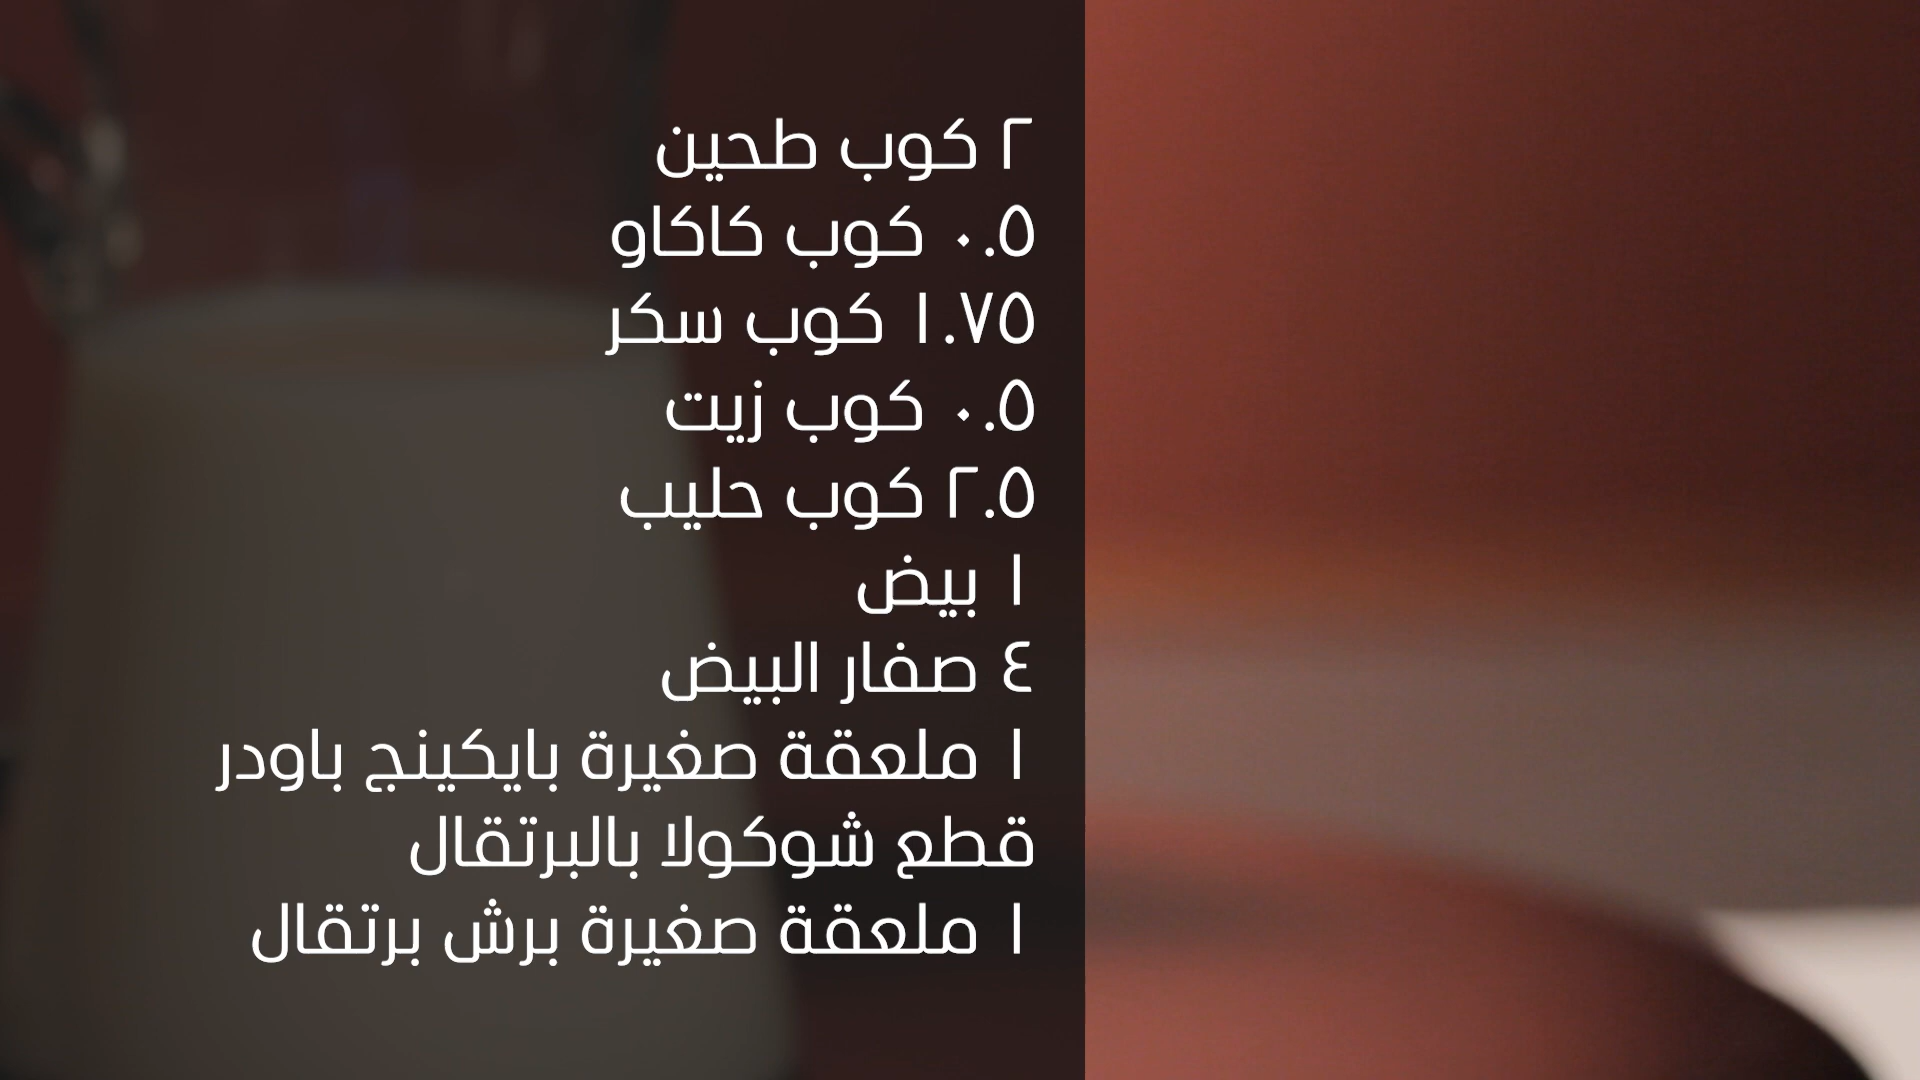 ٢ كوب طحين
٠.٥ كوب كاكاو
١.٧٥ كوب سكر
٠.٥ كوب زيت
٢.٥ كوب حليب
١ بيض
٤ صفار البيض
١ ملعقة صغيرة بايكينج باودر
قطع شوكولا بالبرتقال
١ ملعقة صغيرة برش برتقال